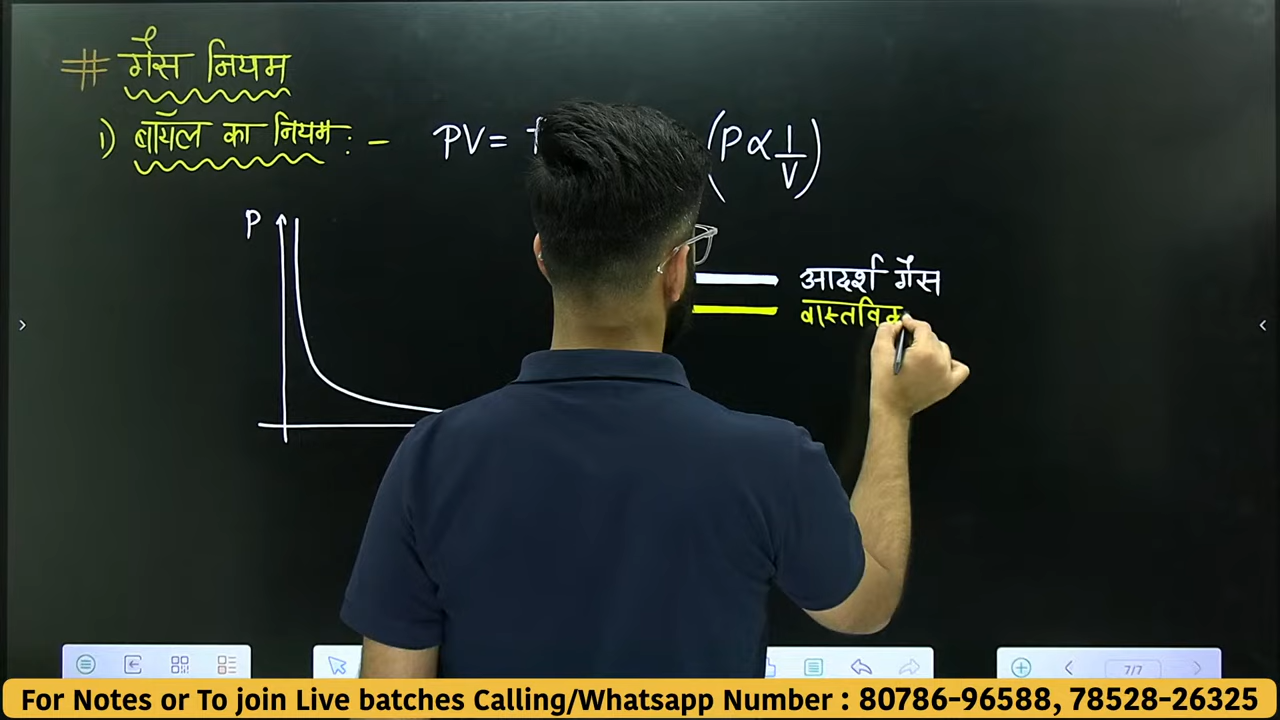 # गैस नियम
1) बॉयल का नियम : - PV = (P ∝ 1/V)
P
आदर्श गैस
वास्तविक
7/7
For Notes or To join Live batches Calling/Whatsapp Number : 80786-96588, 78528-26325